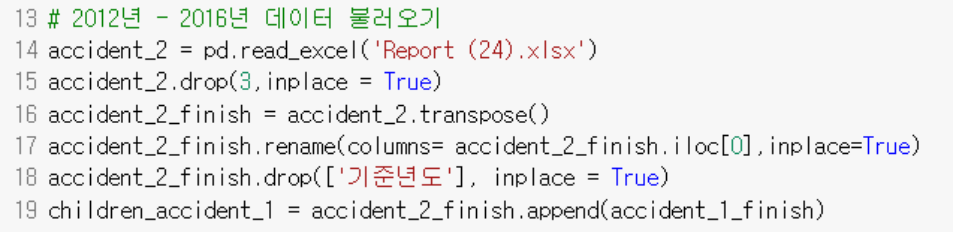 13 # 2012년 - 2016년 데이터 불러오기
14 accident_2 = pd.read_excel('Report (24).xlsx')
15 accident_2.drop(3,inplace = True)
16 accident_2_finish = accident_2.transpose()
17 accident_2_finish.rename(columns= accident_2_finish.iloc[0],inplace=True)
18 accident_2_finish.drop(['기준년도'], inplace = True)
19 children_accident_1 = accident_2_finish.append(accident_1_finish)